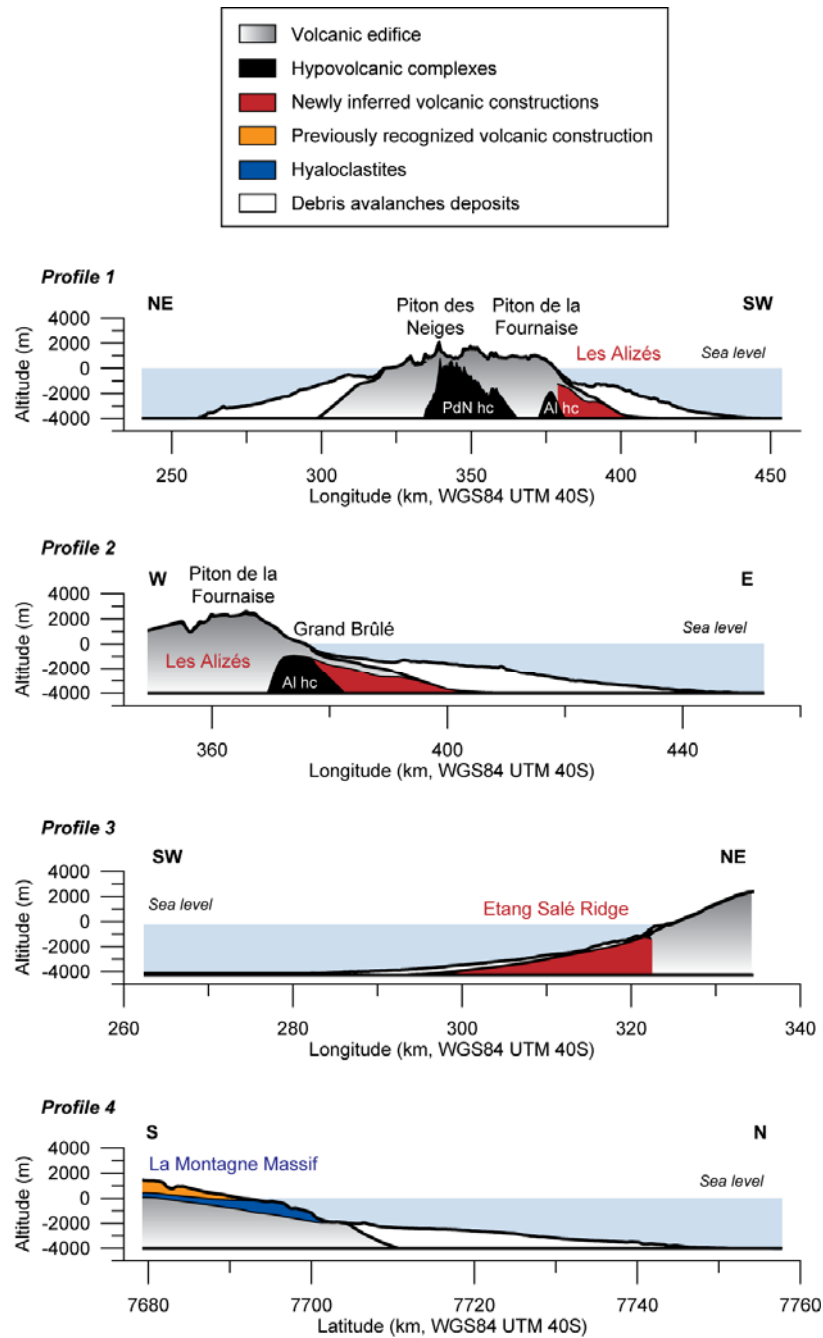 Volcanic edifice
Hypovolcanic complexes
Newly inferred volcanic constructions
Previously recognized volcanic construction
Hyaloclastites
Debris avalanches deposits
Profile 1
NE
Piton des
Neiges
Piton de la
Fournaise
SW
Les Alizés
Sea level
Altitude (m)
4000
2000
0
-2000
-4000
PdN hc
Al hc
250
300
350
400
450
Longitude (km, WGS84 UTM 40S)
Profile 2
W
Piton de la
Fournaise
E
Grand Brûlé
Sea level
Les Alizés
Al hc
Altitude (m)
4000
2000
0
-2000
-4000
360
400
440
Longitude (km, WGS84 UTM 40S)
Profile 3
SW
NE
Sea level
Etang Salé Ridge
Altitude (m)
4000
2000
0
-2000
-4000
260
280
300
320
340
Longitude (km, WGS84 UTM 40S)
Profile 4
S
N
La Montagne Massif
Sea level
Altitude (m)
4000
2000
0
-2000
-4000
7680
7700
7720
7740
7760
Latitude (km, WGS84 UTM 40S)